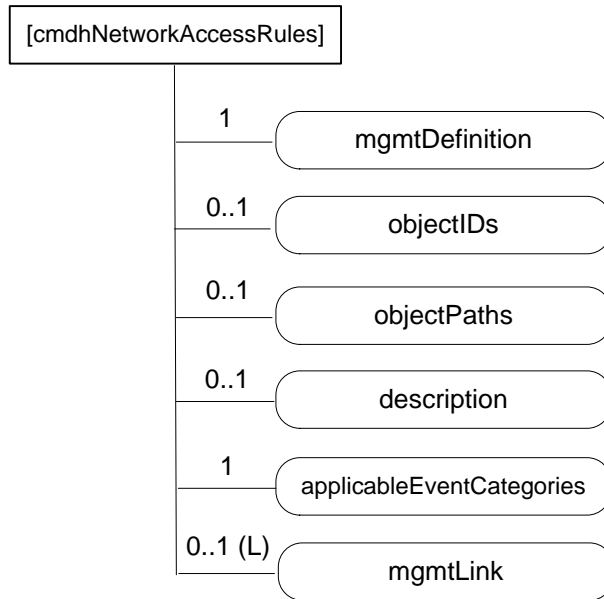 [cmdhNetworkAccessRules]
1
mgmtDefinition
0..1
objectIDs
0..1
objectPaths
0..1
description
1
applicableEventCategories
0..1 (L)
mgmtLink